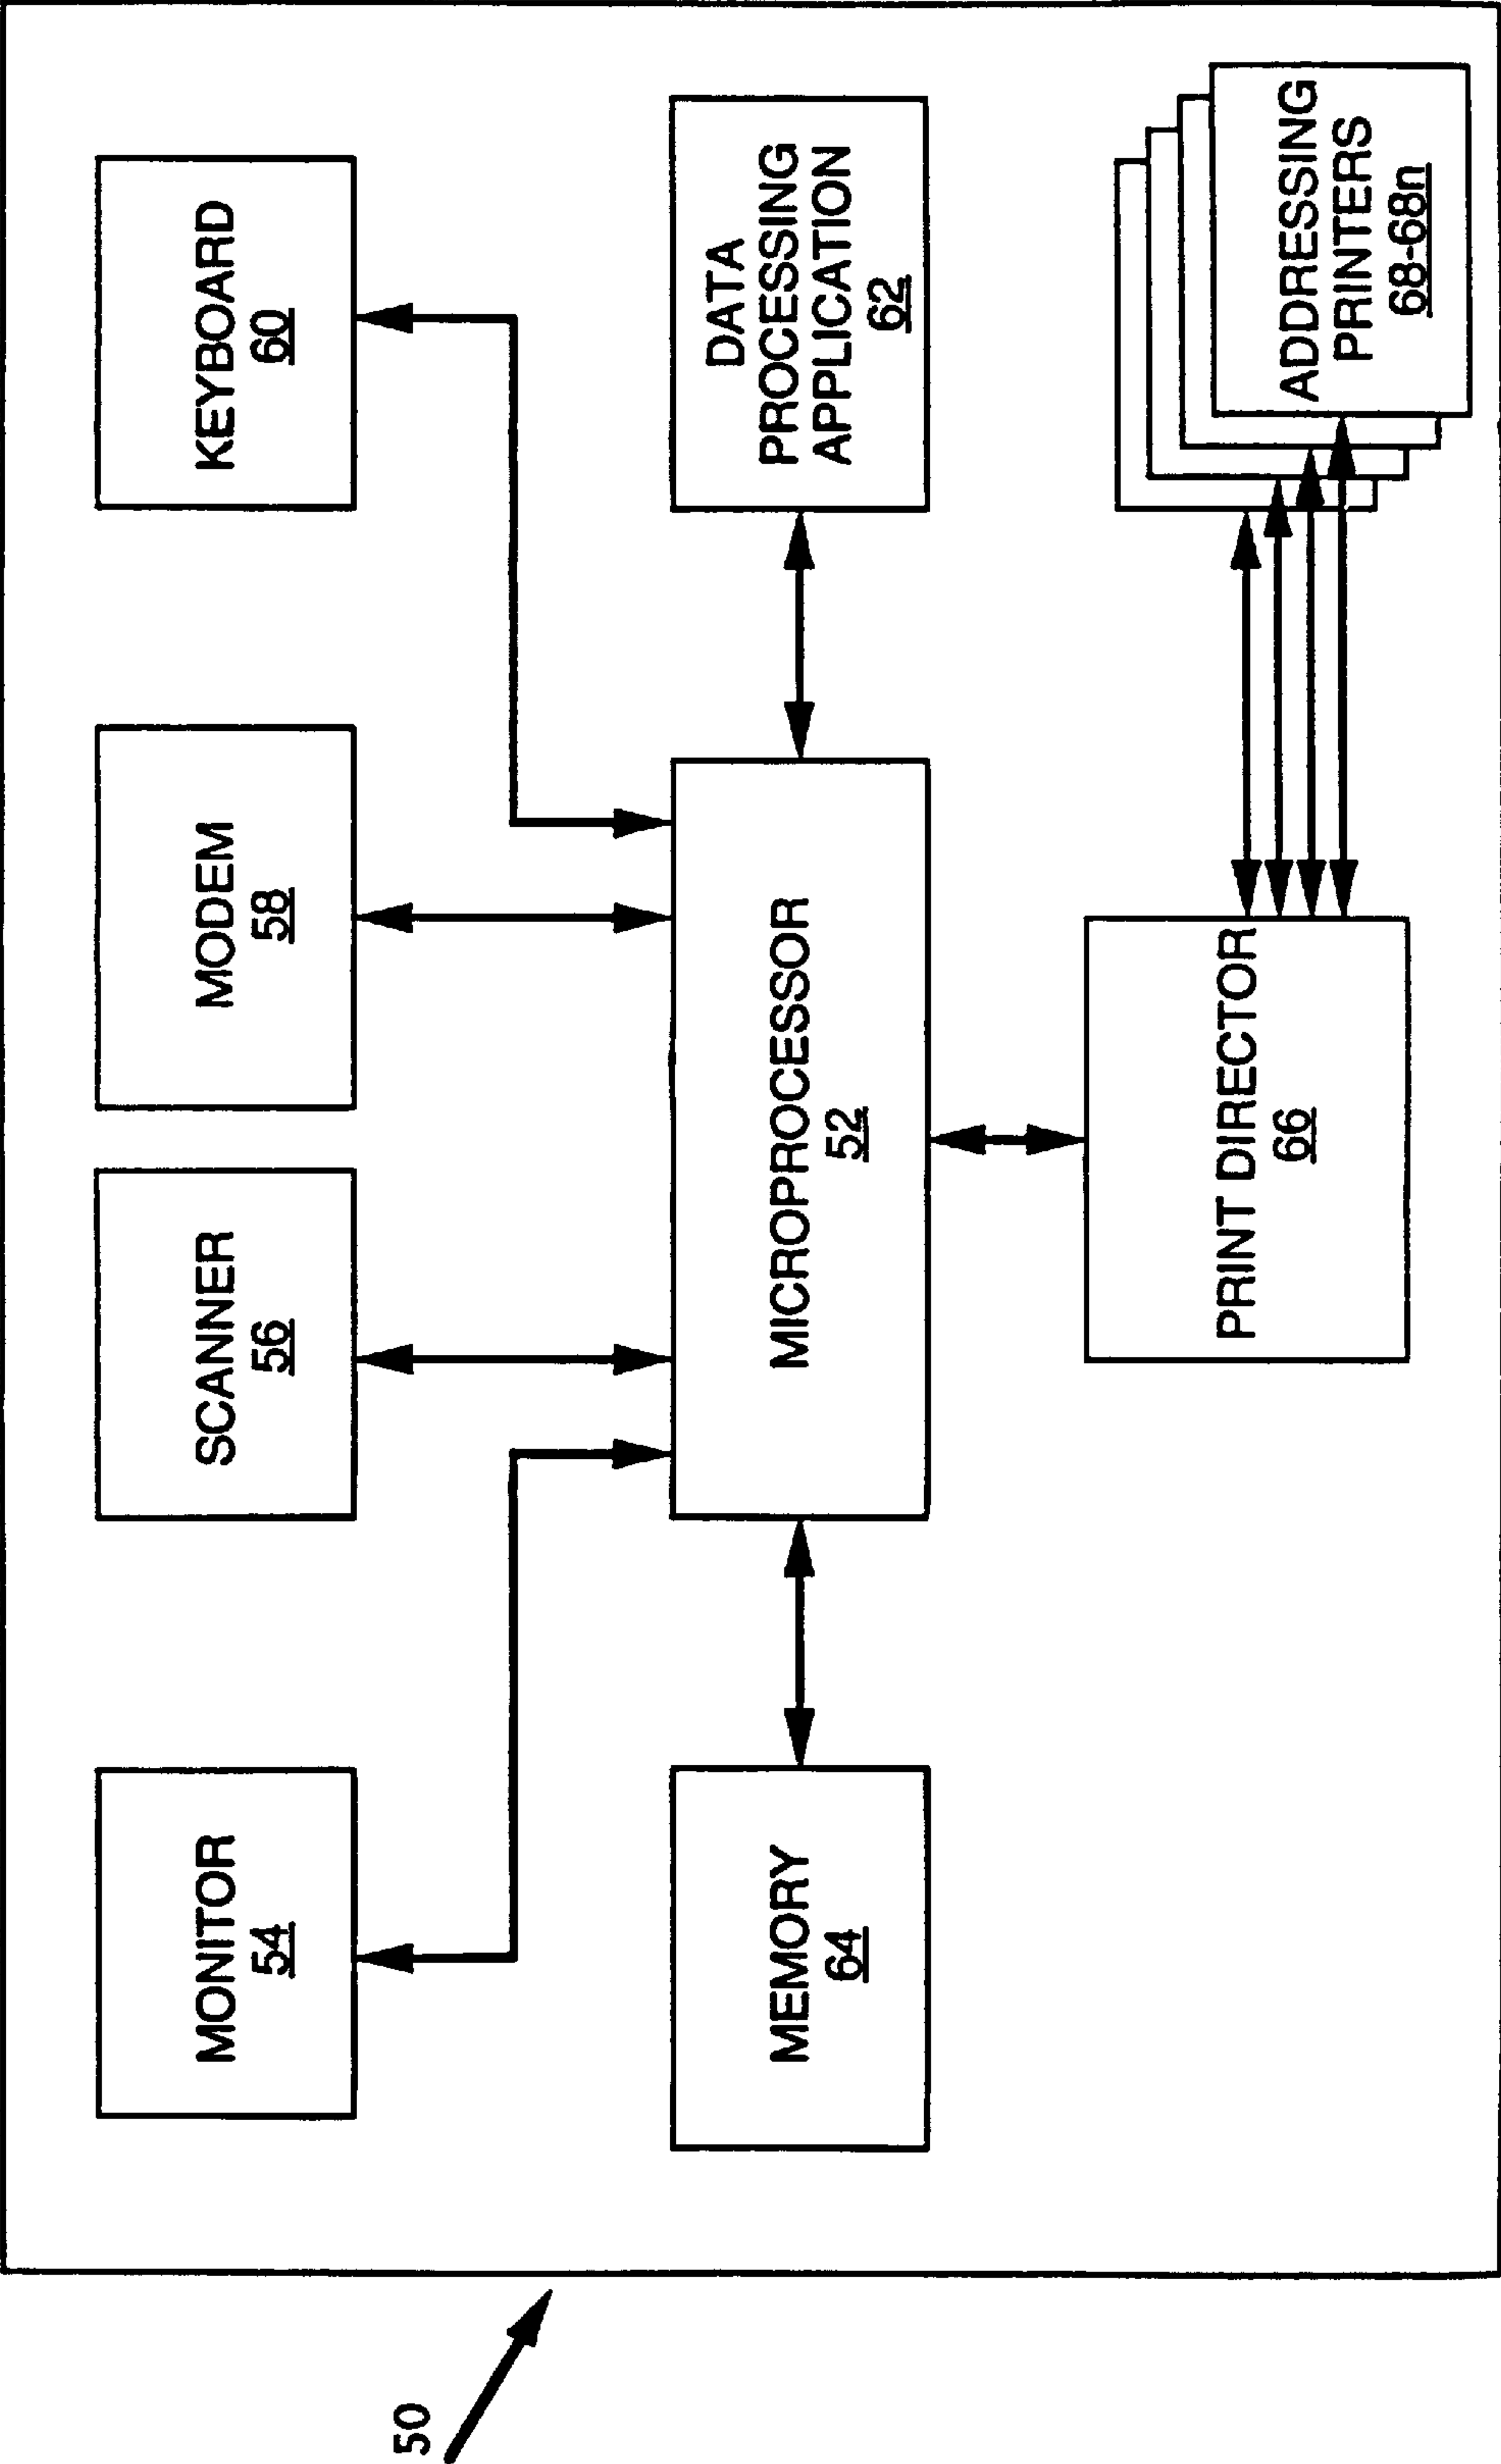 MONITOR
54
SCANNER
56
MODEM
58
KEYBOARD
60
MEMORY
64
MICROPROCESSOR
52
DATA
PROCESSING
APPLICATION
62
PRINT DIRECTOR
66
ADDRESSING
PRINTERS
68-68n
50